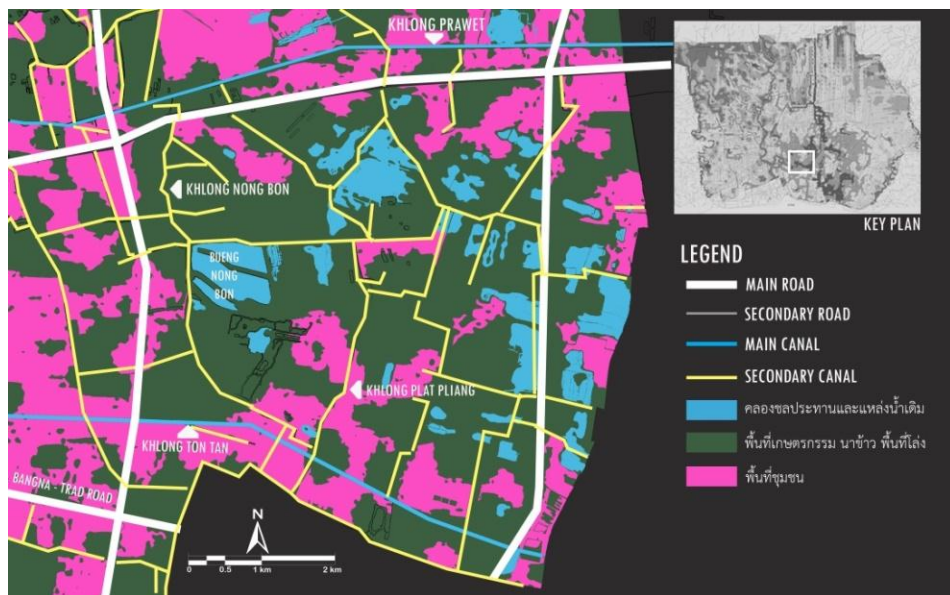 KHLONG PRAWET
KHLONG NONG BON
BUENG
NONG
BON
KHLONG PLAT PLIANG
KHLONG TON TAN
BANGNA - TRAD ROAD
N
0 0.5 1 km 2 km
KEY PLAN
LEGEND
MAIN ROAD
SECONDARY ROAD
MAIN CANAL
SECONDARY CANAL
คลองชลประทานและแหล่งน้ำเดิม
พื้นที่เกษตรกรรม นาข้าว พื้นที่โล่ง
พื้นที่ชุมชน